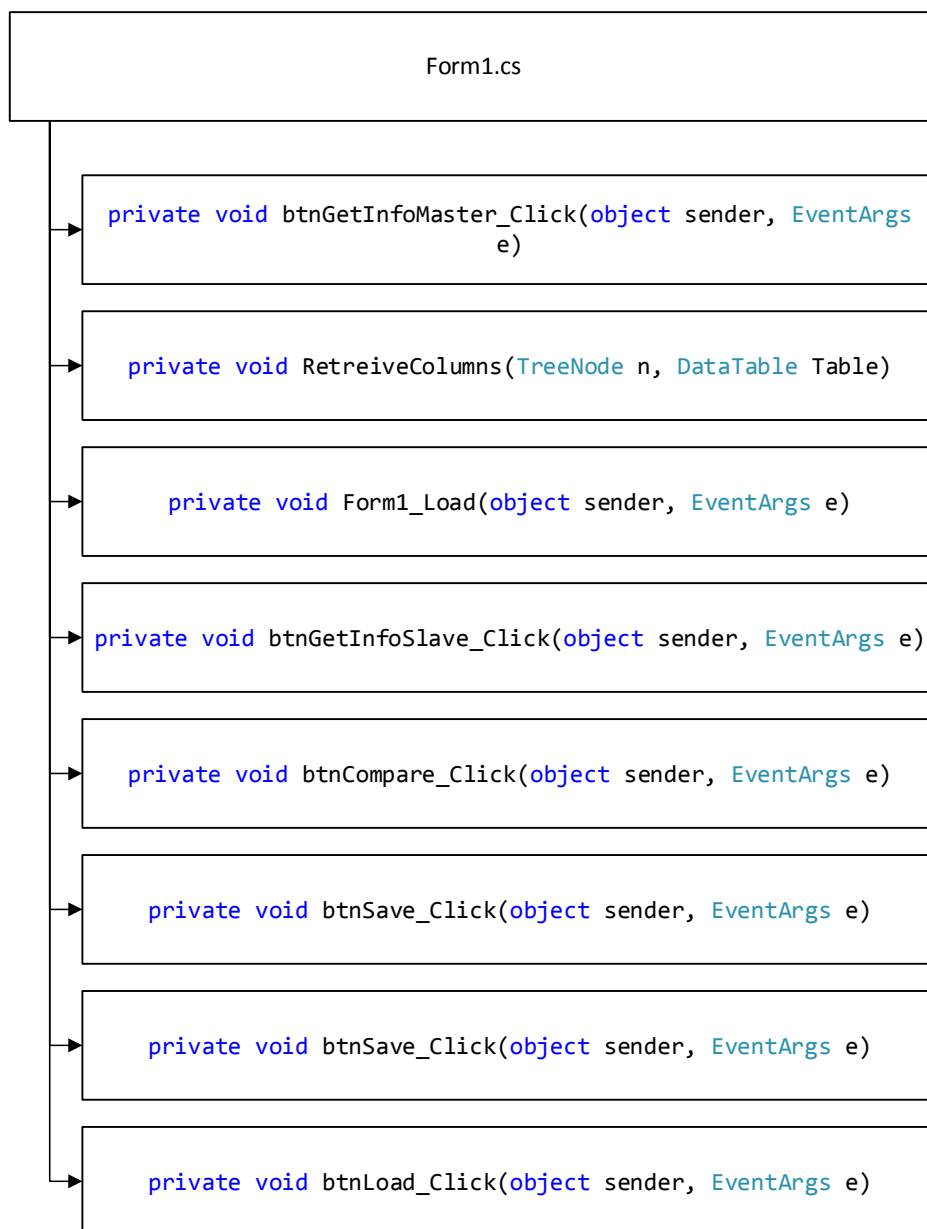 Form1.cs
private void btnGetInfoMaster_Click(object sender, EventArgs
e)
private void RetreiveColumns(TreeNode n, DataTable Table)
private void Form1_Load(object sender, EventArgs e)
private void btnGetInfoSlave_Click(object sender, EventArgs e)
private void btnCompare_Click(object sender, EventArgs e)
private void btnSave_Click(object sender, EventArgs e)
private void btnSave_Click(object sender, EventArgs e)
private void btnLoad_Click(object sender, EventArgs e)